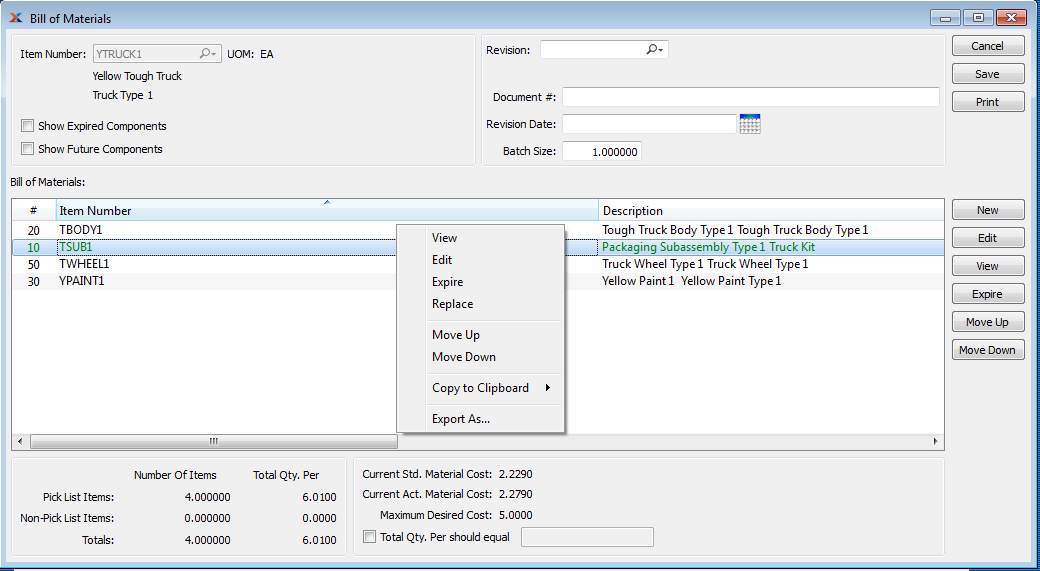 Bill of Materials
Item Number: YTRUCK1 UOM: EA
Yellow Tough Truck
Truck Type 1
Show Expired Components
Show Future Components
Revision:
Document #:
Revision Date:
Batch Size: 1.000000
Cancel
Save
Print
Bill of Materials:
# Item Number Description
20 TBODY1 Tough Truck Body Type 1 Tough Truck Body Type 1
10 TSUB1 Packaging Subassembly Type 1 Truck Kit
50 TWHEEL1 Truck Wheel Type 1 Truck Wheel Type 1
30 YPAINT1 Yellow Paint 1 Yellow Paint Type 1
View
Edit
Expire
Replace
Move Up
Move Down
Copy to Clipboard
Export As...
New
Edit
View
Expire
Move Up
Move Down
Number Of Items Total Qty. Per
Pick List Items: 4.000000 6.0100
Non-Pick List Items: 0.000000 0.0000
Totals: 4.000000 6.0100
Current Std. Material Cost: 2.2290
Current Act. Material Cost: 2.2790
Maximum Desired Cost: 5.0000
Total Qty. Per should equal